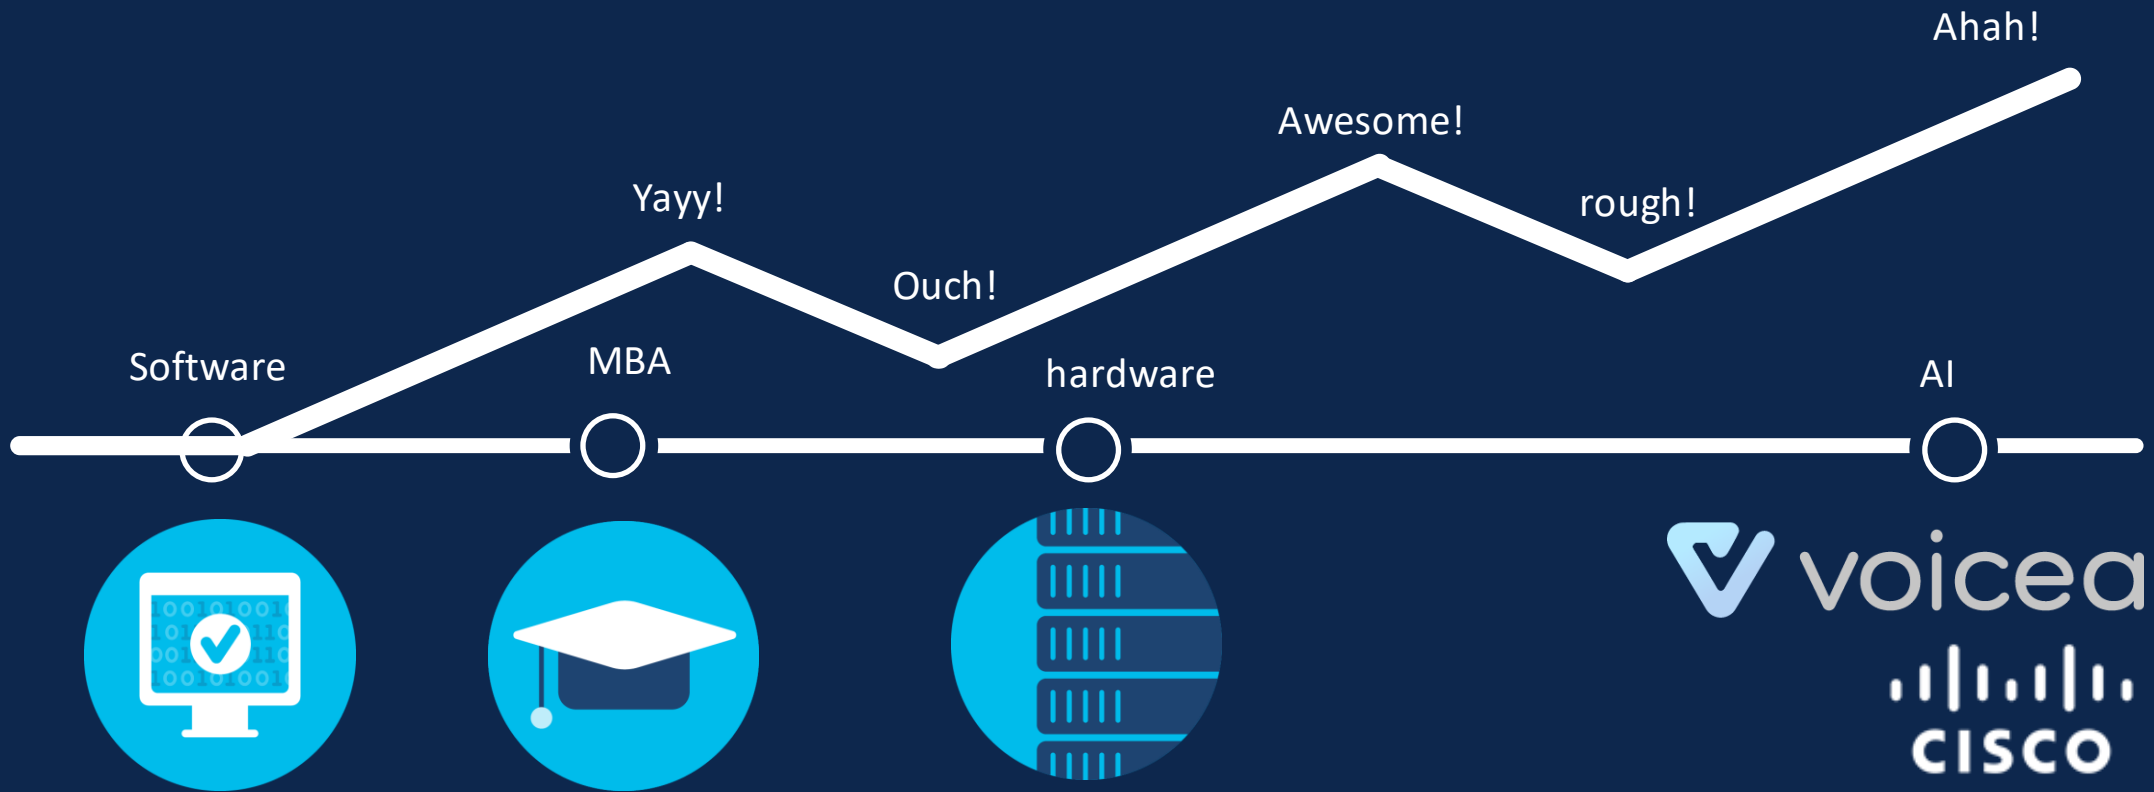 Ahah!
Awesome!
Yayy!
rough!
Ouch!
Software
MBA
hardware
AI
voicea
CISCO